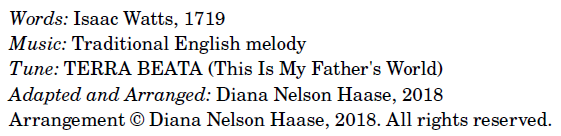 Words: Isaac Watts, 1719
Music: Traditional English melody
Tune: TERRA BEATA (This Is My Father's World)
Adapted and Arranged: Diana Nelson Haase, 2018
Arrangement © Diana Nelson Haase, 2018. All rights reserved.